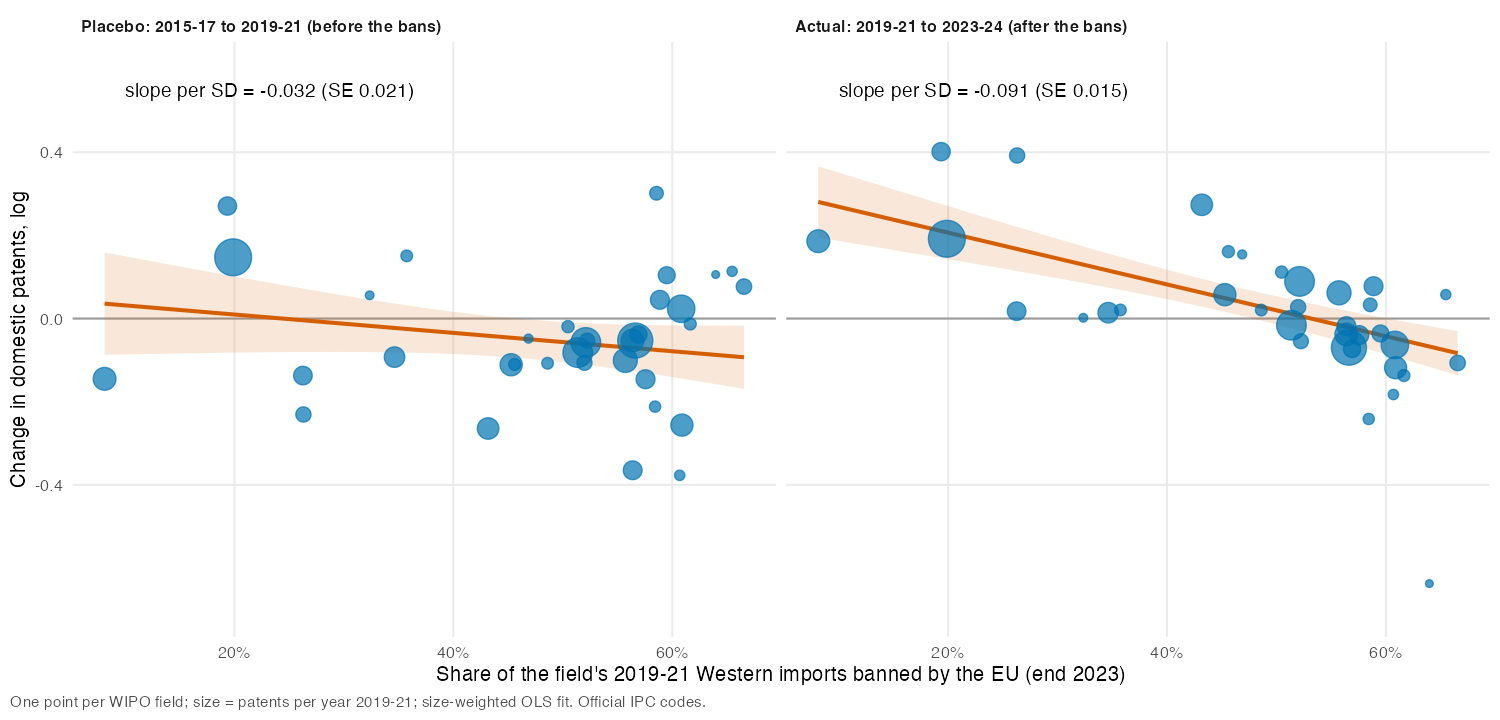 Placebo: 2015-17 to 2019-21 (before the bans)
Actual: 2019-21 to 2023-24 (after the bans)
slope per SD = -0.032 (SE 0.021)
slope per SD = -0.091 (SE 0.015)
Change in domestic patents, log
0.4
0.0
-0.4
20%
40%
60%
20%
40%
60%
Share of the field's 2019-21 Western imports banned by the EU (end 2023)
One point per WIPO field; size = patents per year 2019-21; size-weighted OLS fit. Official IPC codes.